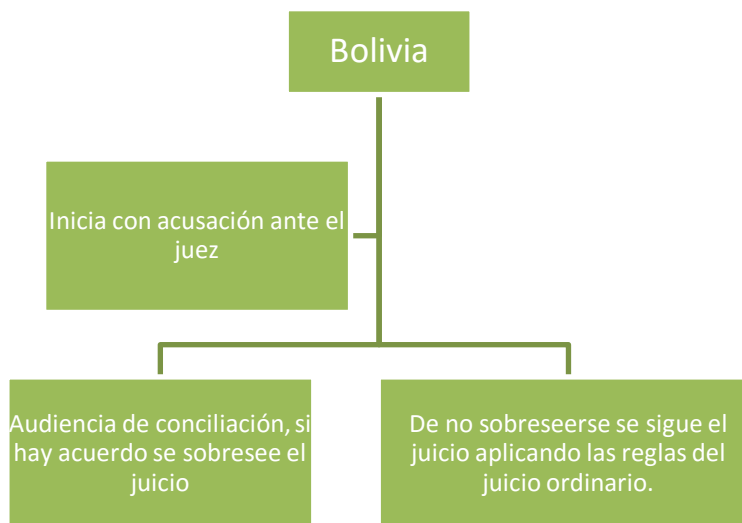 Bolivia
Inicia con acusación ante el
juez
Audiencia de conciliación, si
hay acuerdo se sobresee el
juicio
De no sobreseerse se sigue el
juicio aplicando las reglas del
juicio ordinario.